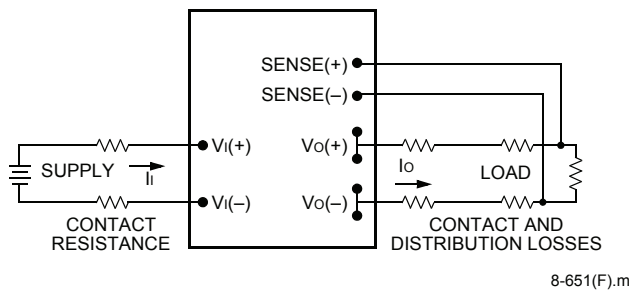 SENSE(+)
SENSE(–)
SUPPLY
II
VI(+)
VO(+)
IO
LOAD
VI(–)
VO(–)
CONTACT
RESISTANCE
CONTACT AND
DISTRIBUTION LOSSES
8-651(F).m